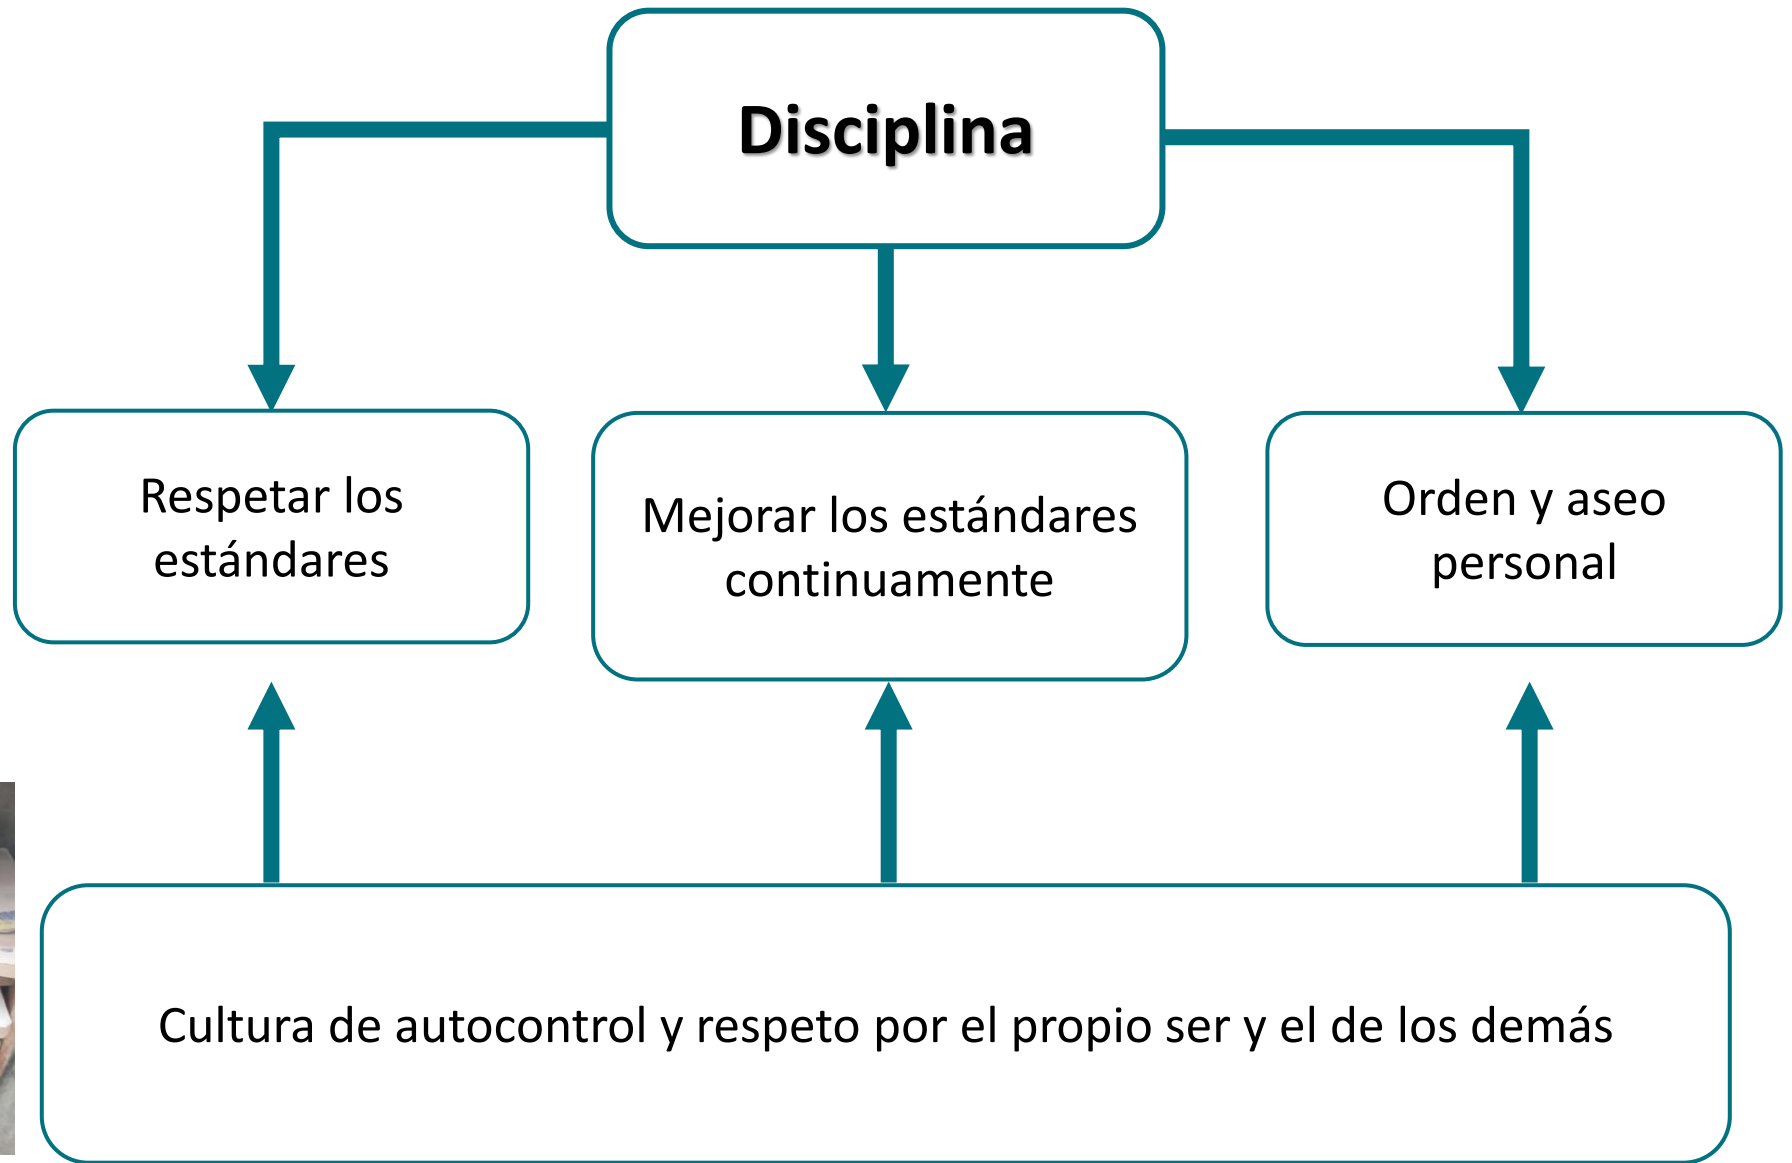 Disciplina
Respetar los
estándares
Mejorar los estándares
continuamente
Orden y aseo
personal
Cultura de autocontrol y respeto por el propio ser y el de los demás